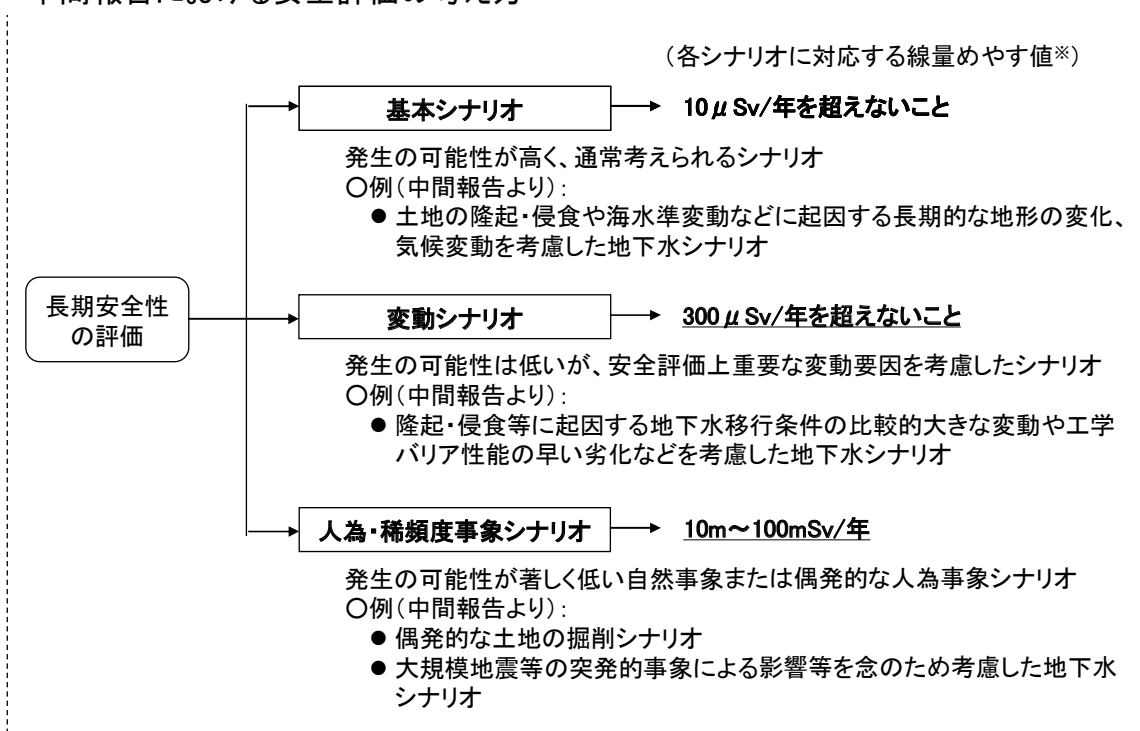 （各シナリオに対応する線量めやす値※）
基本シナリオ
10μSv/年を超えないこと
発生の可能性が高く、通常考えられるシナリオ
〇例（中間報告より）：
● 土地の隆起・侵食や海水準変動などに起因する長期的な地形の変化、
気候変動を考慮した地下水シナリオ
長期安全性
の評価
変動シナリオ
300μSv/年を超えないこと
発生の可能性は低いが、安全評価上重要な変動要因を考慮したシナリオ
〇例（中間報告より）：
● 隆起・侵食等に起因する地下水移行条件の比較的大きな変動や工学
バリア性能の早い劣化などを考慮した地下水シナリオ
人為・稀頻度事象シナリオ
10m～100mSv/年
発生の可能性が著しく低い自然事象または偶発的な人為事象シナリオ
〇例（中間報告より）：
● 偶発的な土地の掘削シナリオ
● 大規模地震等の突発的事象による影響等を念のため考慮した地下水
シナリオ